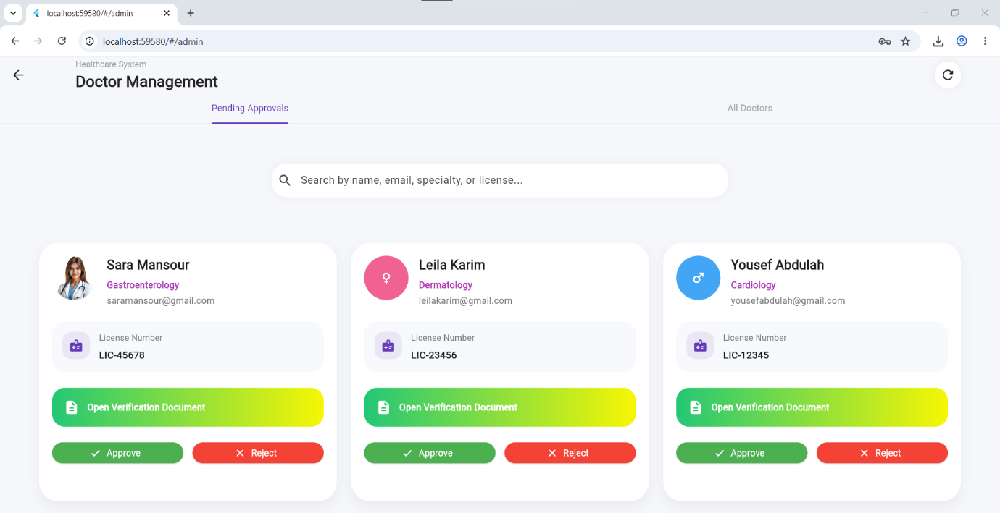 localhost:59580/#/admin
localhost:59580/#/admin
Healthcare System
Doctor Management
Pending Approvals
All Doctors
Search by name, email, specialty, or license...
Sara Mansour
Gastroenterology
saramansour@gmail.com
License Number
LIC-45678
Open Verification Document
Approve
Reject
Leila Karim
Dermatology
leilakarim@gmail.com
License Number
LIC-23456
Open Verification Document
Approve
Reject
Yousef Abdulah
Cardiology
yousefabdulah@gmail.com
License Number
LIC-12345
Open Verification Document
Approve
Reject